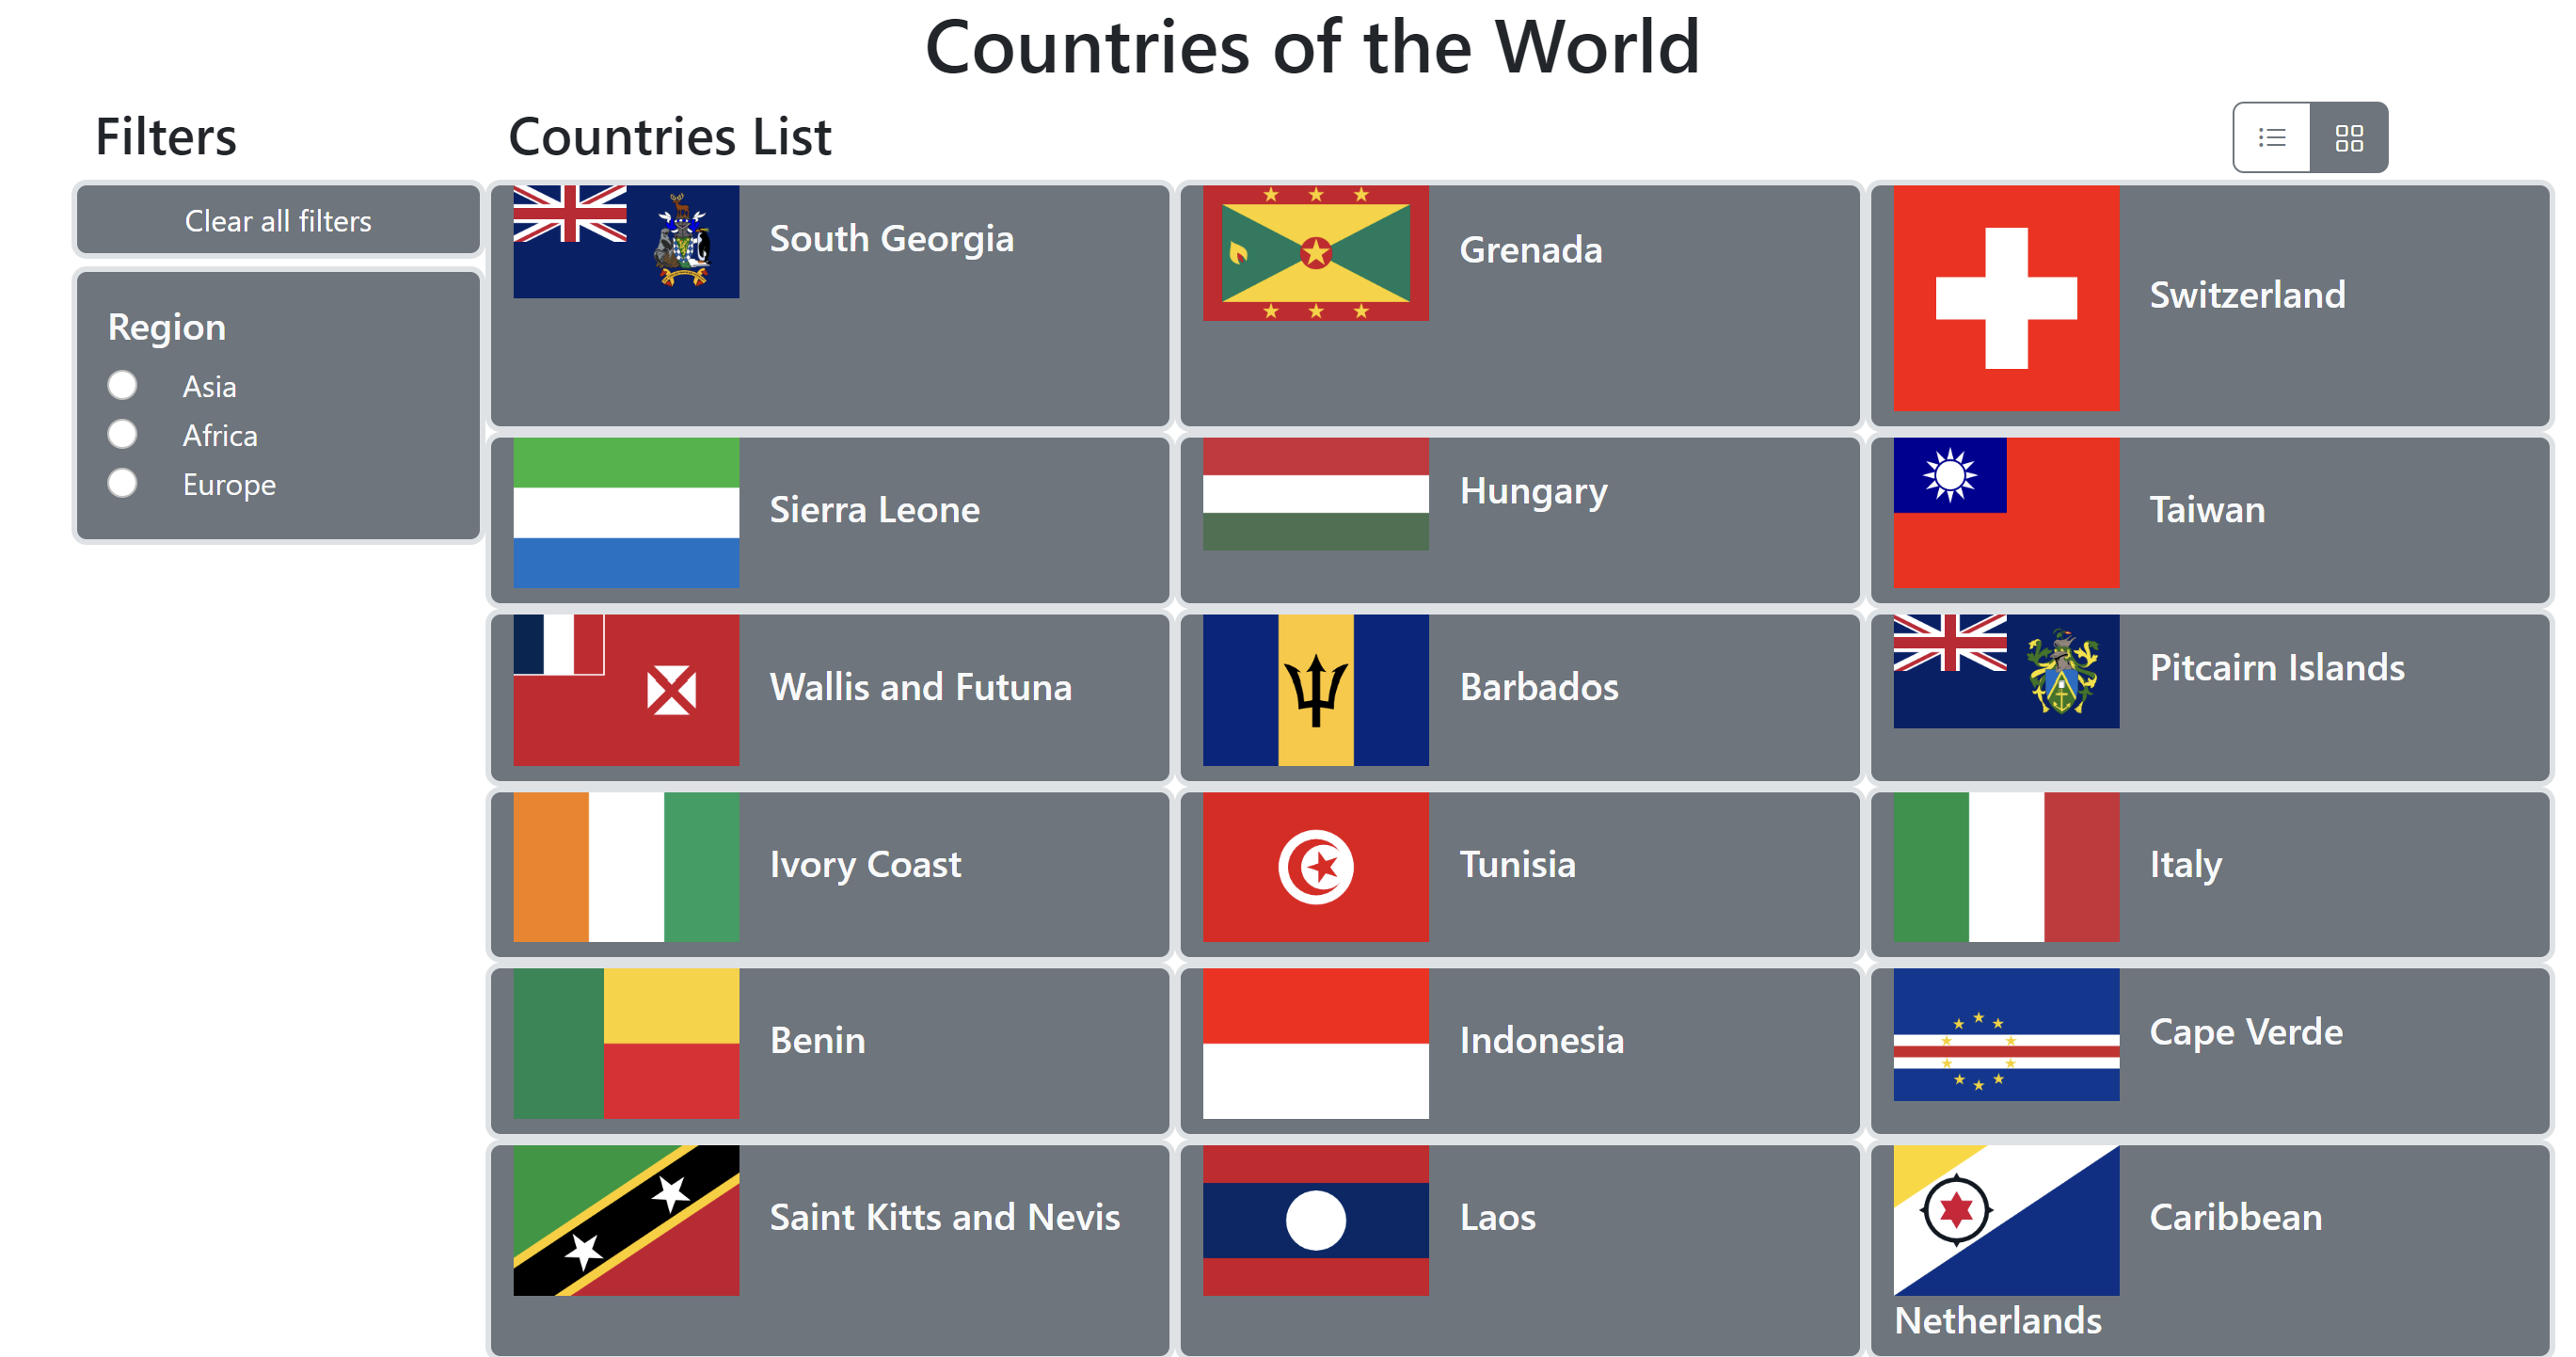 Countries of the World
Filters
Countries List
Clear all filters
Region
Asia
Africa
Europe
South Georgia
Grenada
Switzerland
Sierra Leone
Hungary
Taiwan
Wallis and Futuna
Barbados
Pitcairn Islands
Ivory Coast
Tunisia
Italy
Benin
Indonesia
Cape Verde
Saint Kitts and Nevis
Laos
Caribbean
Netherlands